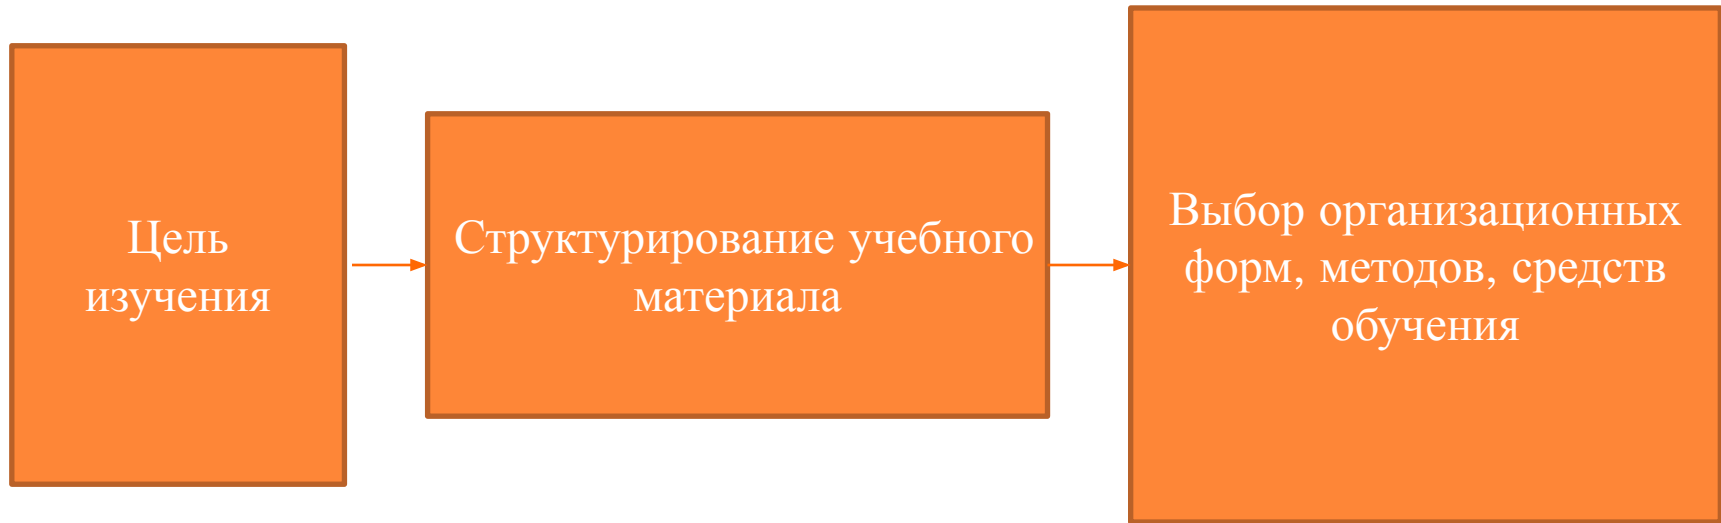 Цель
изучения
Структурирование учебного
материала
Выбор организационных
форм, методов, средств
обучения